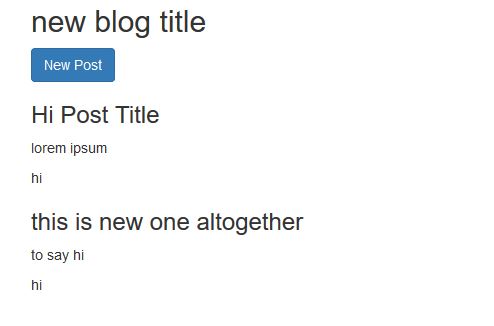 new blog title
New Post
Hi Post Title
lorem ipsum
hi
this is new one altogether
to say hi
hi